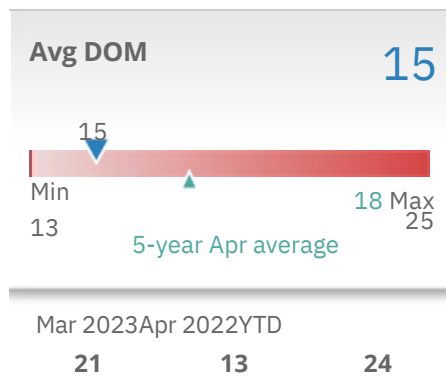 Avg DOM
15
15
Min
18 Max
13
25
5-year Apr average
Mar 2023Apr 2022YTD
21 13 24